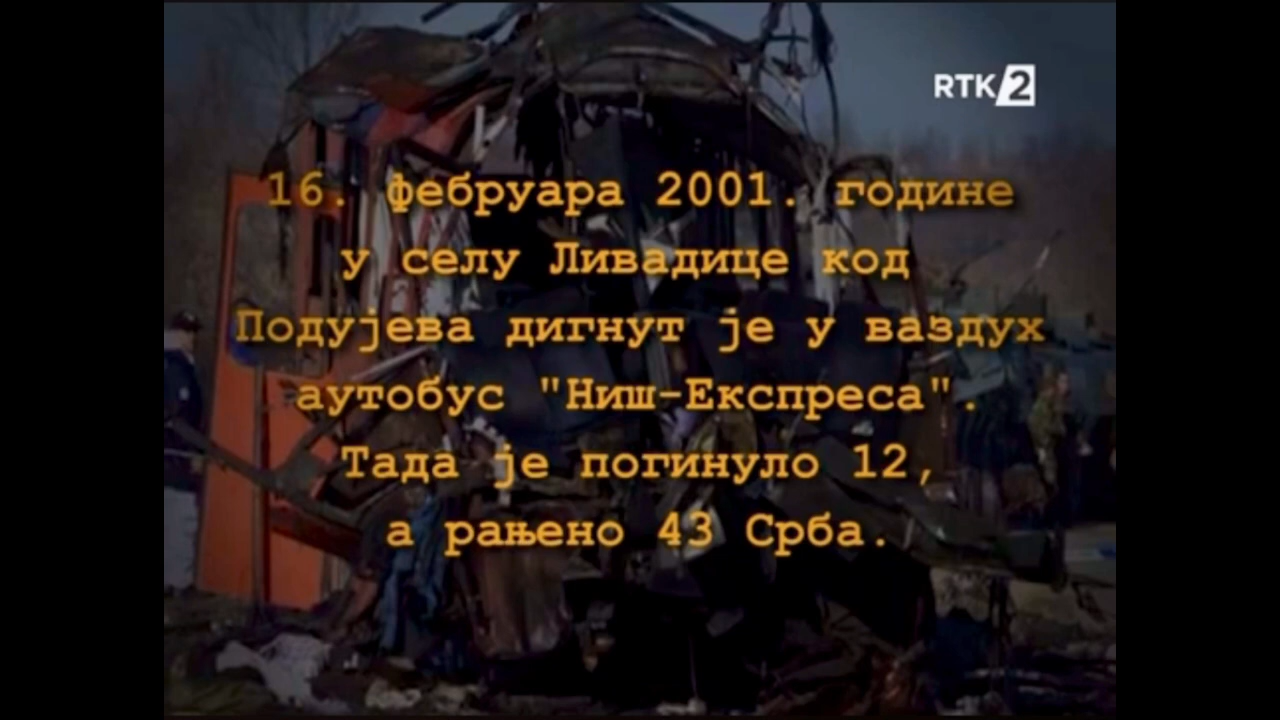 RTK 2
16. фебруара 2001. године
у селу Ливадице код
Подујева дигнут је у ваздух
аутобус "Ниш-Експреса".
Тада је погинуло 12,
а рањено 43 Срба.